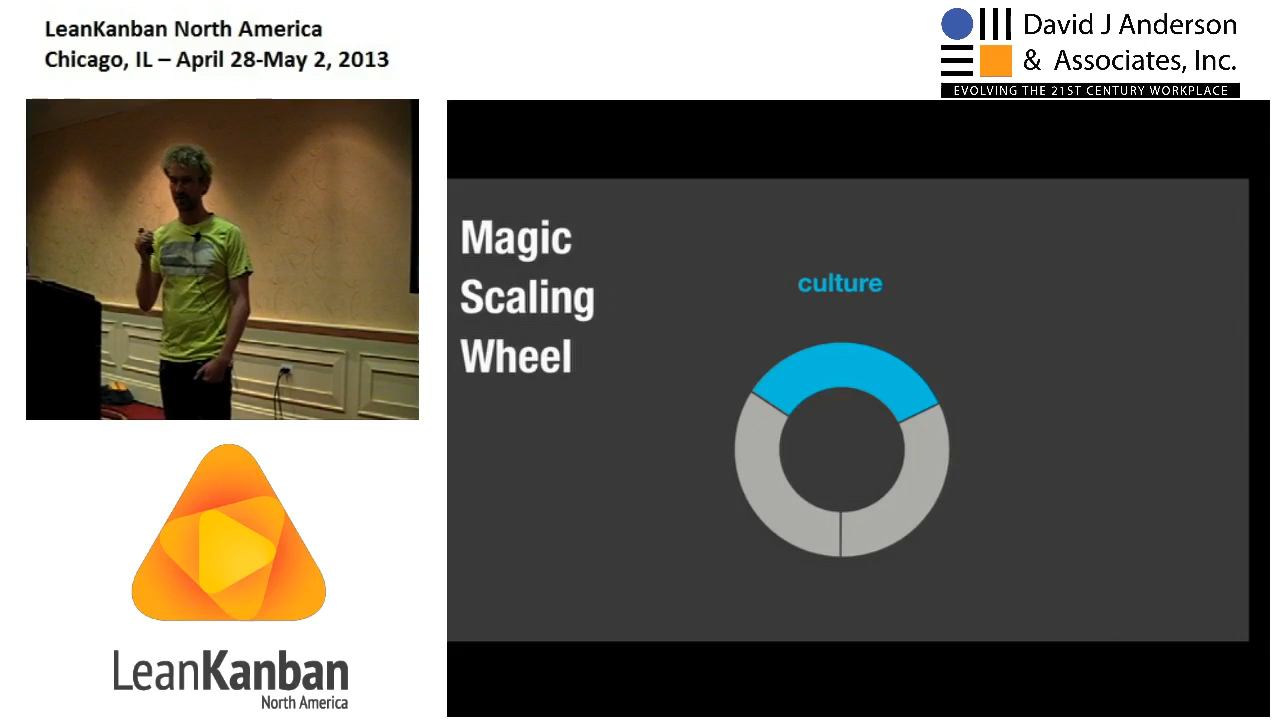 LeanKanban North America
Chicago, IL – April 28-May 2, 2013
David J Anderson
& Associates, Inc.
EVOLVING THE 21ST CENTURY WORKPLACE
Magic
Scaling
Wheel
culture
LeanKanban
North America